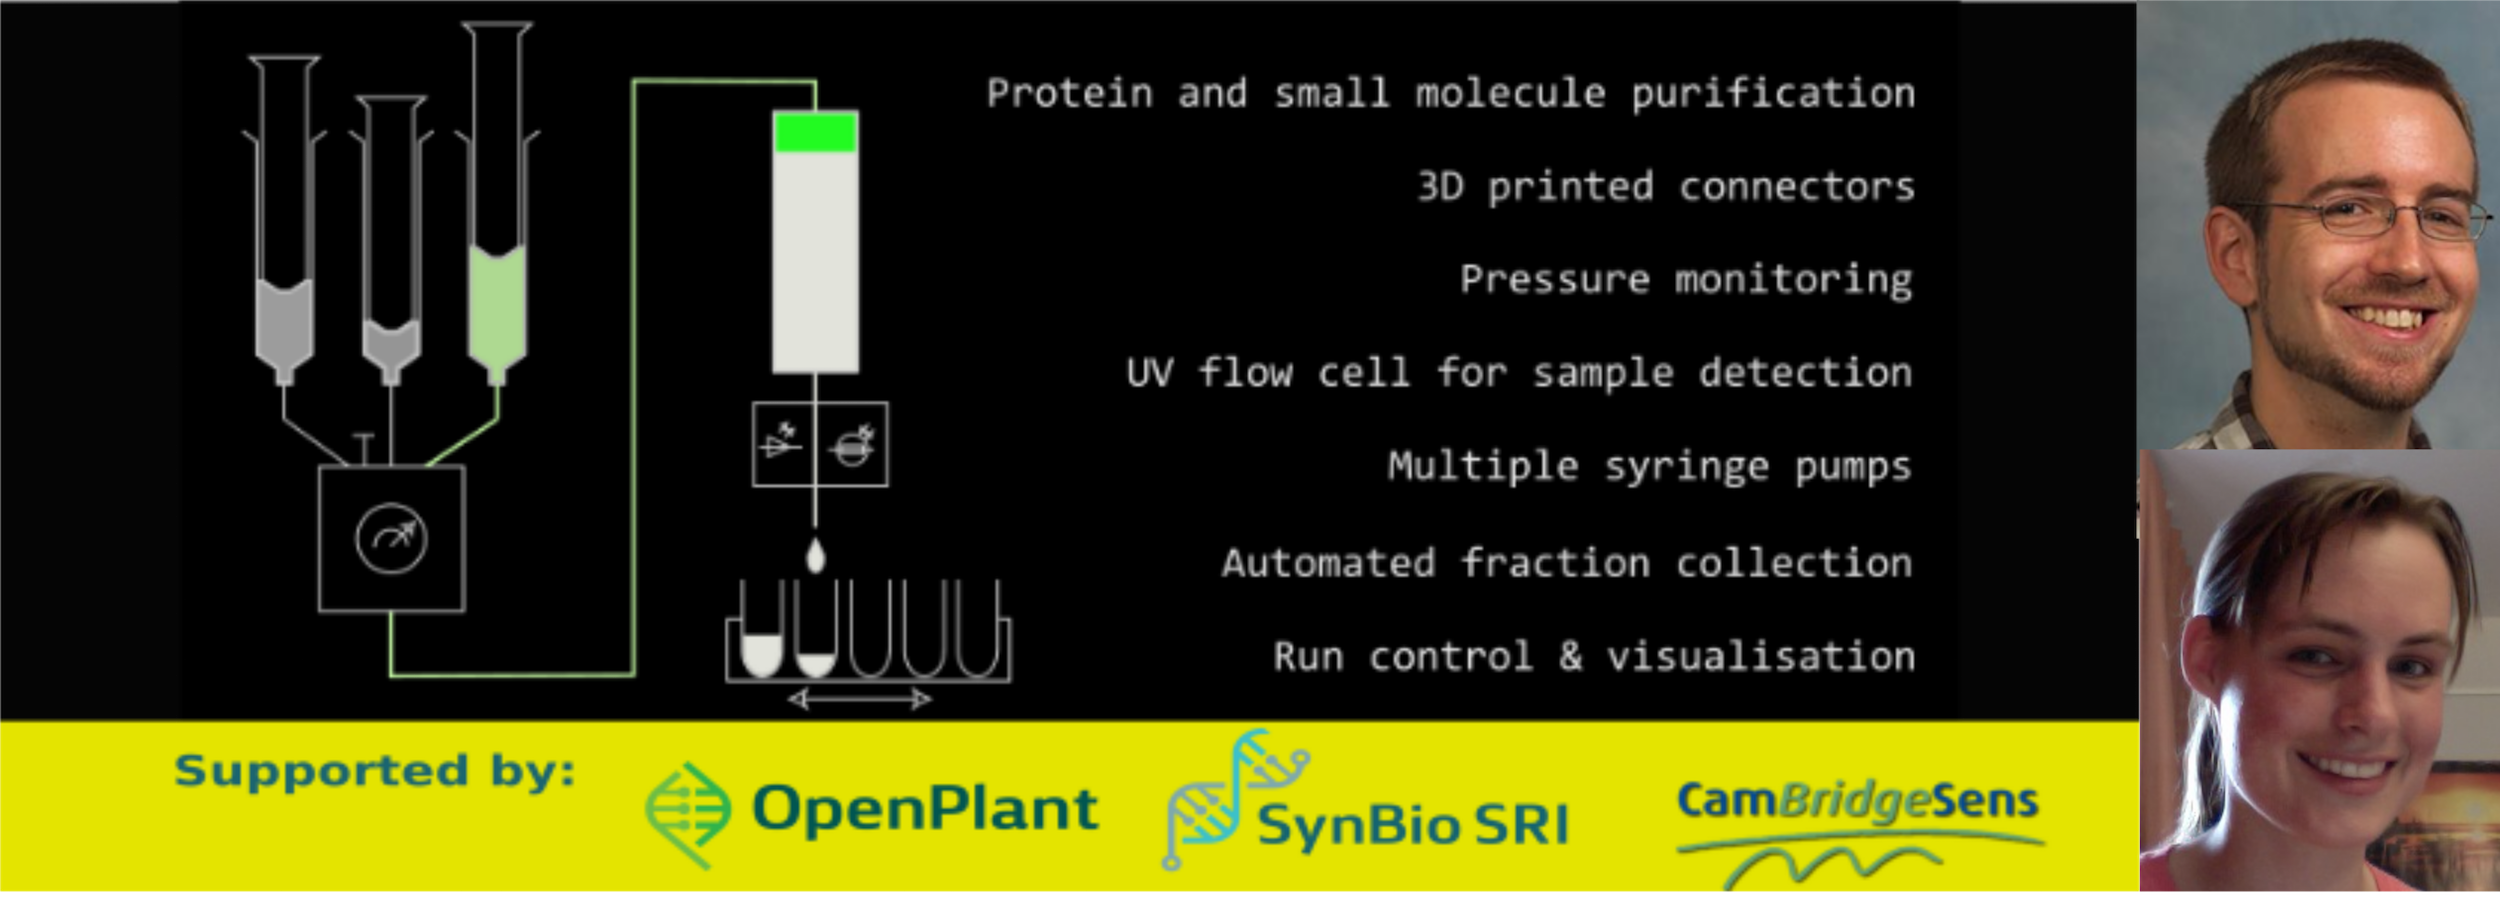 Protein and small molecule purification
3D printed connectors
Pressure monitoring
UV flow cell for sample detection
Multiple syringe pumps
Automated fraction collection
Run control & visualisation
Supported by:
OpenPlant
SynBio SRI
CamBridgeSens